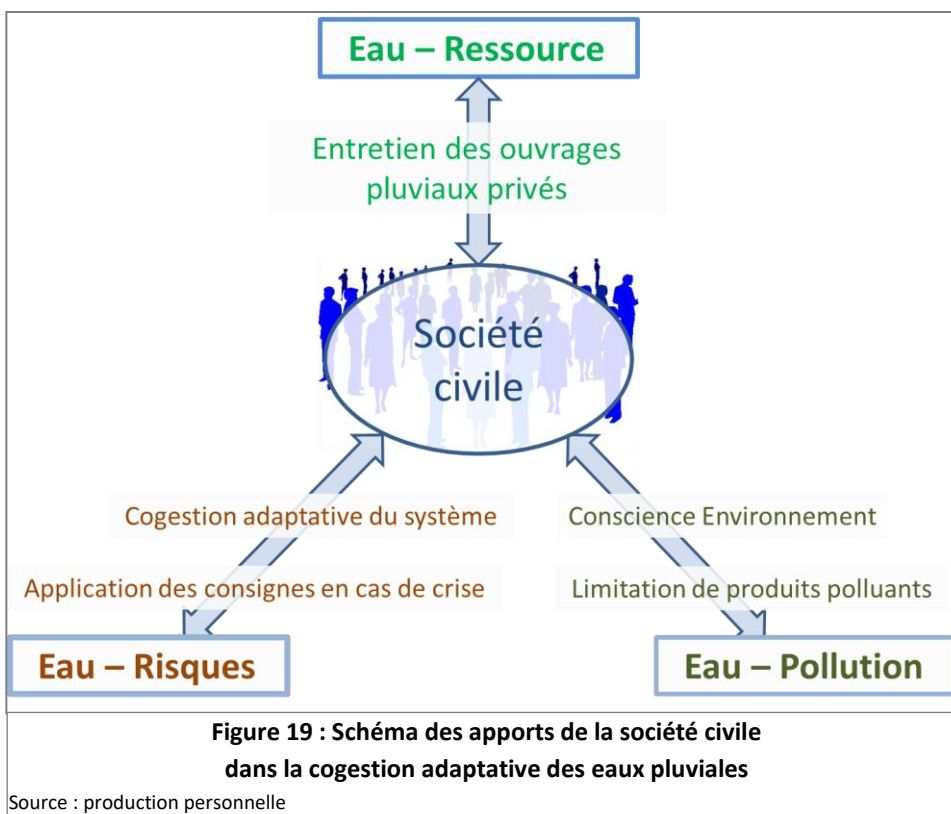 Eau – Ressource
Entretien des ouvrages
pluviaux privés
Société
civile
Cogestion adaptative du système
Conscience Environnement
Application des consignes en cas de crise
Limitation de produits polluants
Eau – Risques
Eau – Pollution
Figure 19 : Schéma des apports de la société civile
dans la cogestion adaptative des eaux pluviales
Source : production personnelle